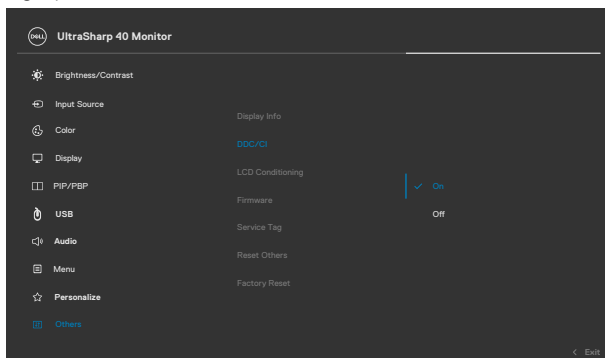 DELL
UltraSharp 40 Monitor
Brightness/Contrast
Input Source
Color
Display
PIP/PBP
USB
Audio
Menu
Personalize
Others
Display Info
DDC/CI
LCD Conditioning
Firmware
Service Tag
Reset Others
Factory Reset
On
Off
Exit